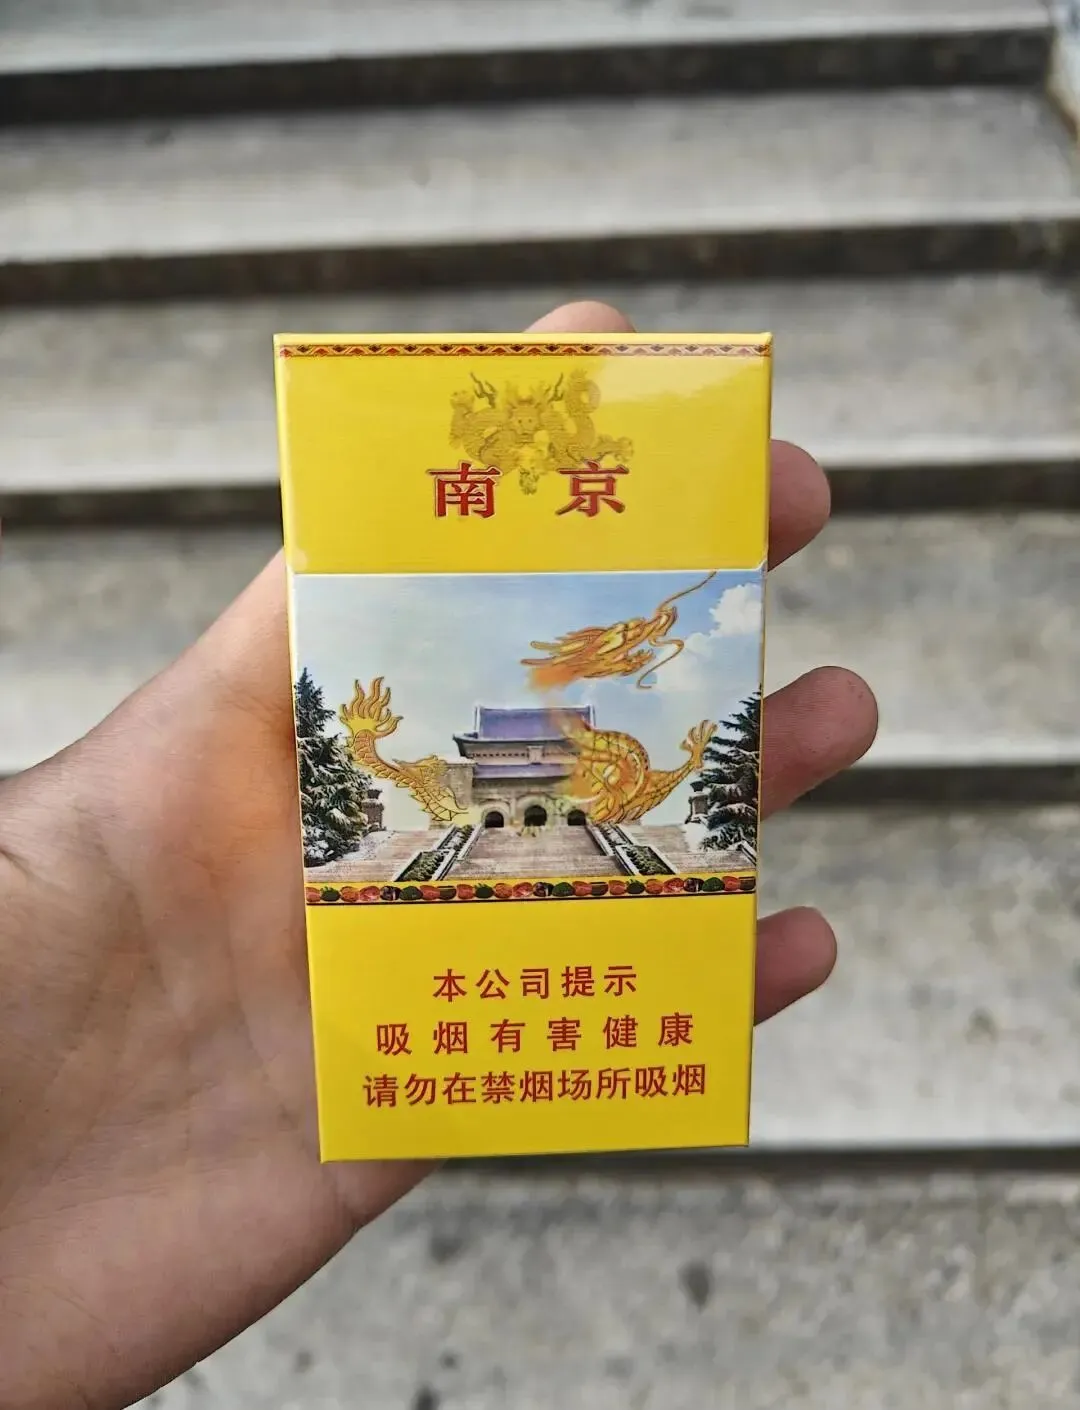 南京
本公司提示
吸烟有害健康
请勿在禁烟场所吸烟